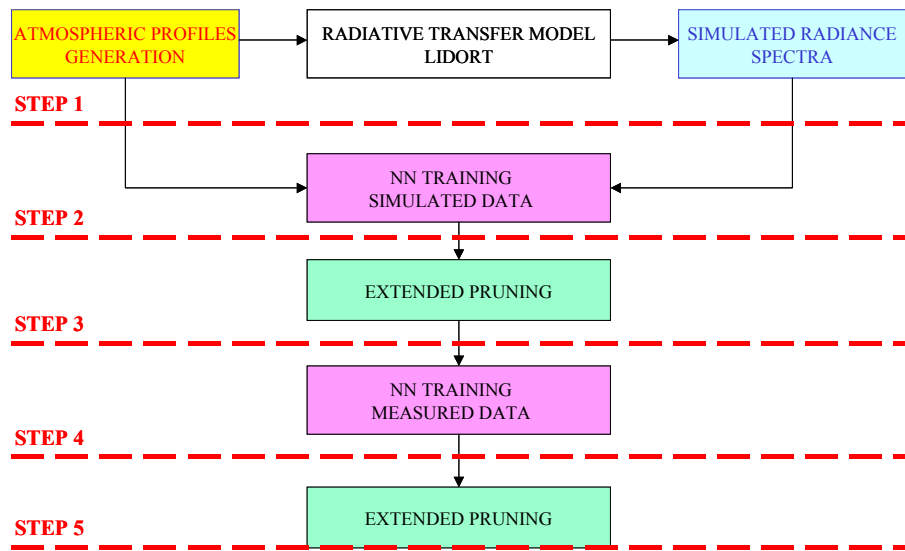 ATMOSPHERIC PROFILES
GENERATION
RADIATIVE TRANSFER MODEL
LIDORT
SIMULATED RADIANCE
SPECTRA
STEP 1
NN TRAINING
SIMULATED DATA
STEP 2
EXTENDED PRUNING
STEP 3
NN TRAINING
MEASURED DATA
STEP 4
EXTENDED PRUNING
STEP 5